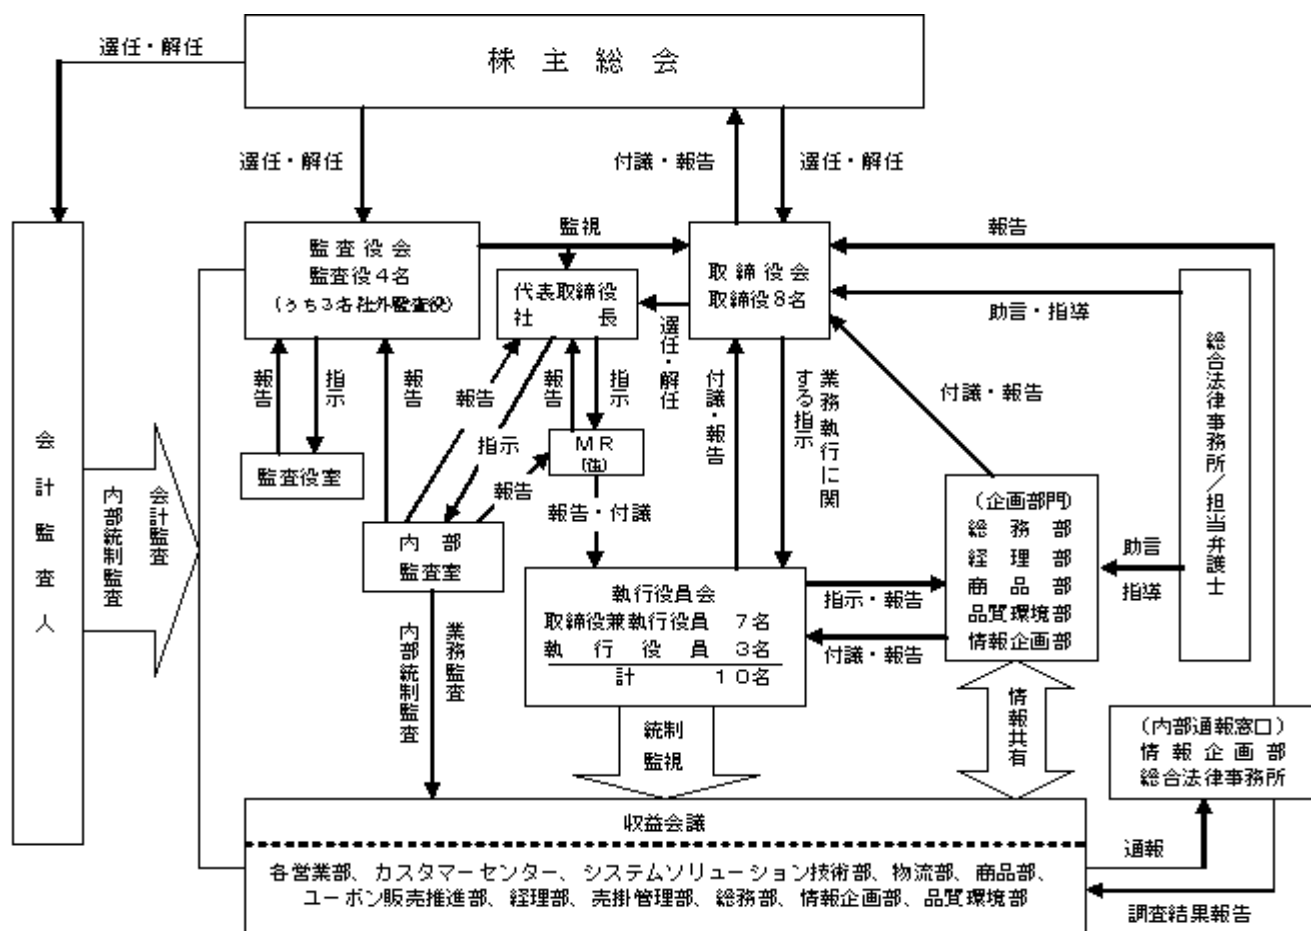 株主総会
選任・解任
選任・解任
付議・報告
選任・解任
監査役会
監査役4名
(うち3名社外監査役)
監視
代表取締役
社長
取締役会
取締役8名
報告
助言・指導
選任・解任
総合法律事務所/担当弁護士
報告
指示
報告
報告
指示
報告
指示
付議・報告
業務執行に関
する指示
付議・報告
監査役室
MR
報告
報告・付議
会計監査人
会計監査
内部統制監査
内部
監査室
(企画部門)
総務部
経理部
商品部
品質環境部
情報企画部
助言
指導
執行役員会
取締役兼執行役員 7名
執行役員 3名
計 10名
指示・報告
付議・報告
業務監査
内部統制監査
統制
監視
情報共有
(内部通報窓口)
情報企画部
総合法律事務所
収益会議
各営業部、カスタマーセンター、システムソリューション技術部、物流部、商品部、
ユーボン販売推進部、経理部、売掛管理部、総務部、情報企画部、品質環境部
通報
調査結果報告